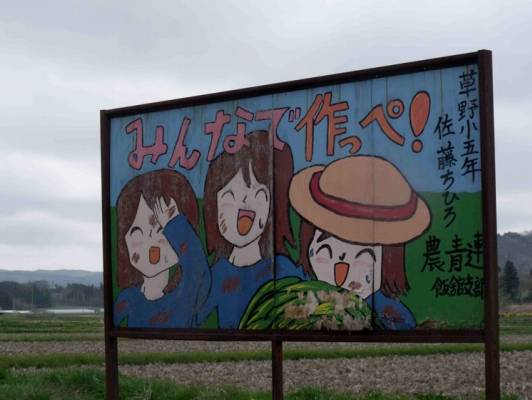 みんなで作っぺ!
草野小五年
佐藤ちひろ
農青連
飯舘支部